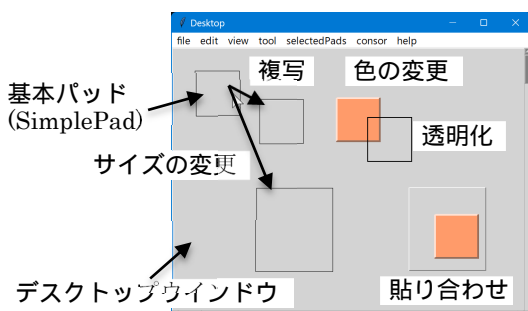 Desktop
file edit view tool selectedPads consor help
複写
色の変更
基本パッド
(SimplePad)
透明化
サイズの変更
デスクトップウインドウ
貼り合わせ